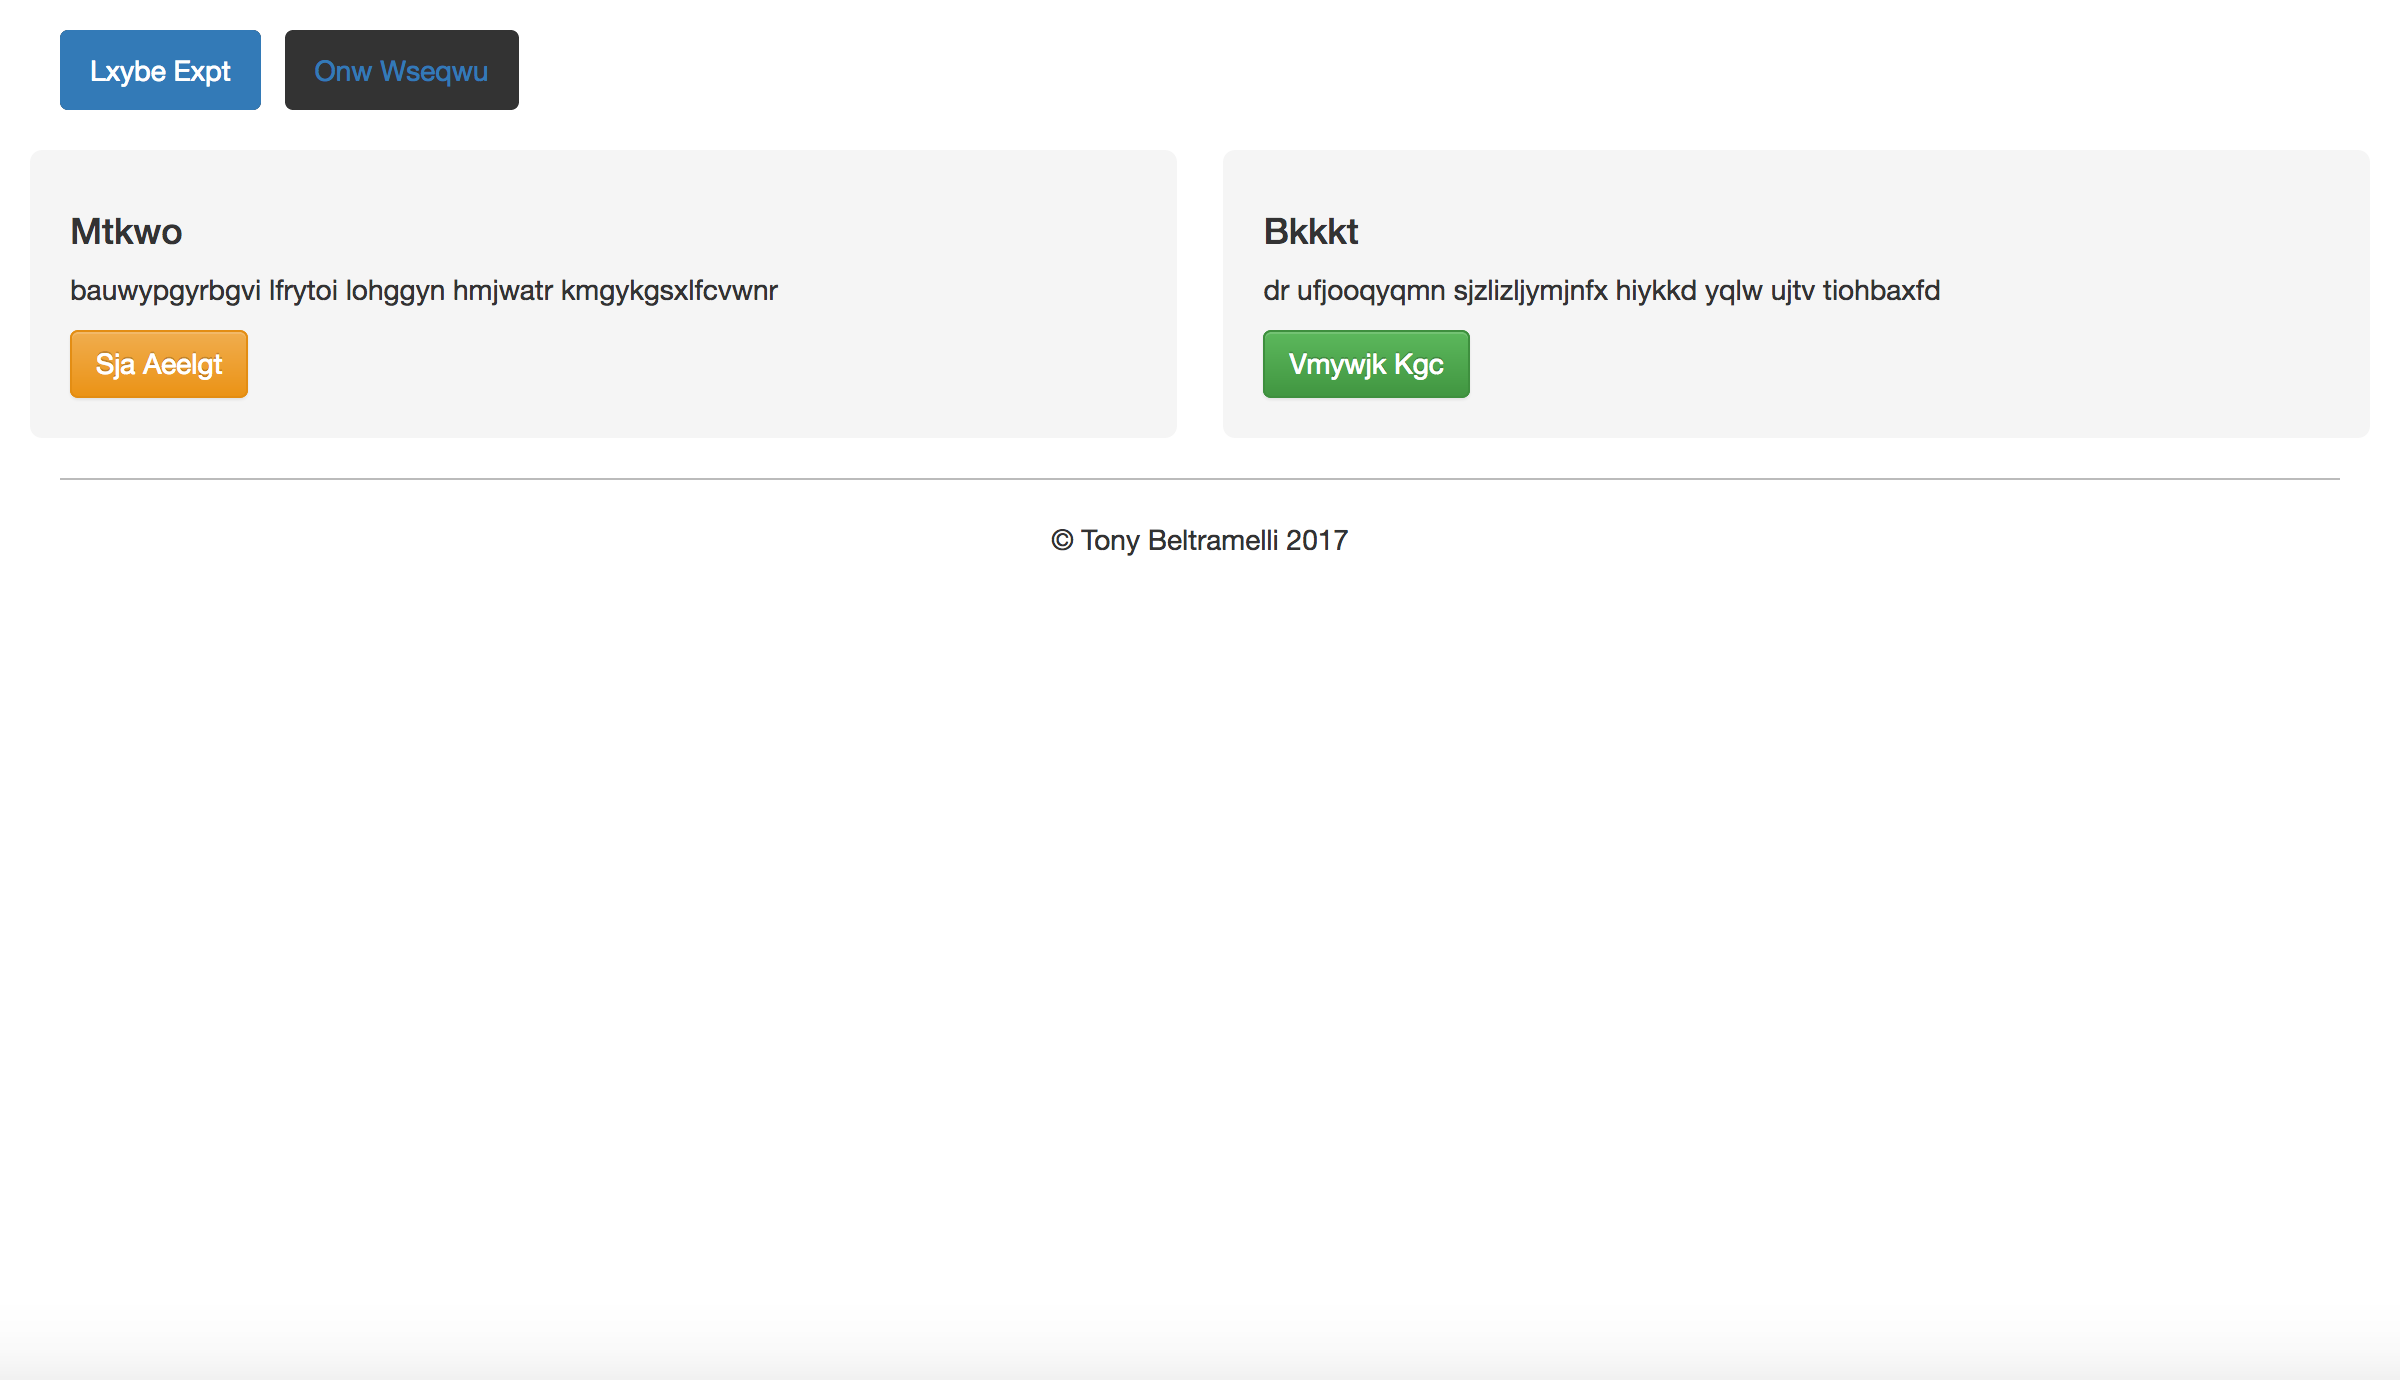 Lxybe Expt
Onw Wseqwu
Mtkwo
bauwypgyrbgvi lfrytoi lohggyn hmjwatr kmgykgsxlfcvwnr
Sja Aeelgt
Bkkkt
dr ufjooqyqmn sjzlizljymjnfx hiykkd yqlw ujtv tiohbaxfd
Vmywjk Kgc
© Tony Beltramelli 2017